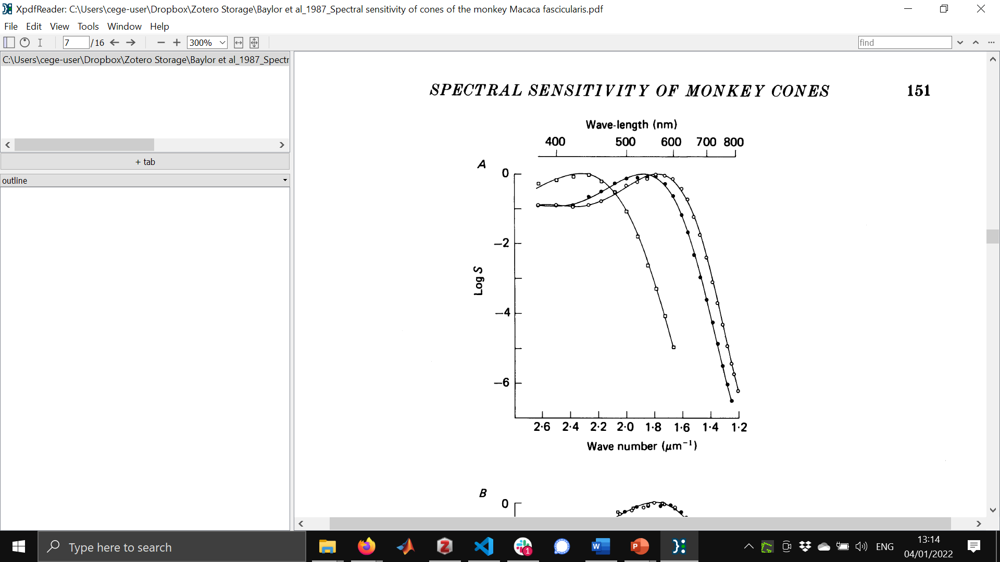 XpdfReader: C:\Users\cege-user\Dropbox\Zotero Storage\Baylor et al_1987_Spectral sensitivity of cones of the monkey Macaca fascicularis.pdf
File Edit View Tools Window Help
7 /16 300% find
C:\Users\cege-user\Dropbox\Zotero Storage\Baylor et al_1987_Spectr
+ tab
outline
SPECTRAL SENSITIVITY OF MONKEY CONES 151
Wave-length (nm)
400 500 600 700 800
A
0
−2
−4
−6
Log S
2·6 2·4 2·2 2·0 1·8 1·6 1·4 1·2
Wave number (μm⁻¹)
B
0
Type here to search
1
ENG
13:14
04/01/2022